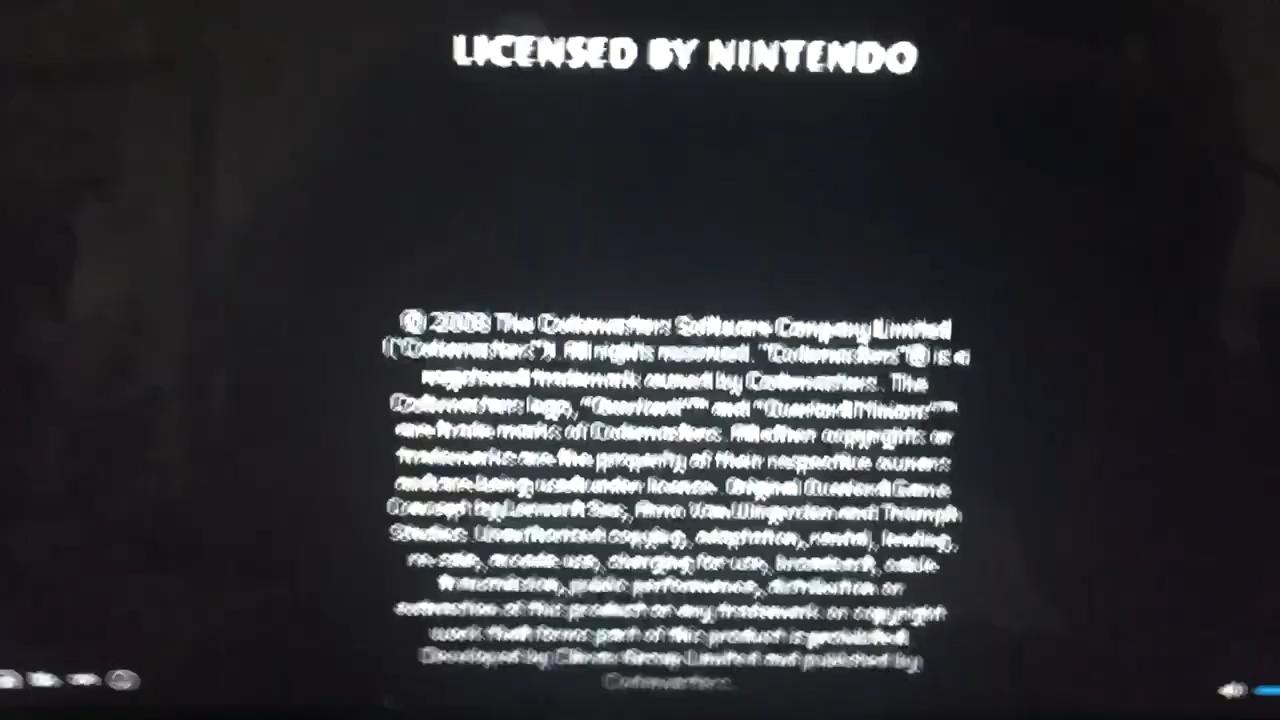 LICENSED BY NINTENDO
© 2008 The Codemasters Software Company Limited
("Codemasters"). All rights reserved. "Codemasters"® is a
registered trademark owned by Codemasters. The
Codemasters logo, "Overlord"™ and "Overlord Minions"™
are trade marks of Codemasters. All other copyrights or
trademarks are the property of their respective owners
and are being used under license. Original Overlord Game
Concept by Lennart Sas, Arno Van Wingerden and Triumph
Studios. Unauthorised copying, adaptation, rental, lending,
re-sale, arcade use, charging for use, broadcast, cable
transmission, public performance, distribution or
extraction of this product or any trademark or copyright
work that forms part of this product is prohibited.
Developed by Climax Group Limited and published by
Codemasters.